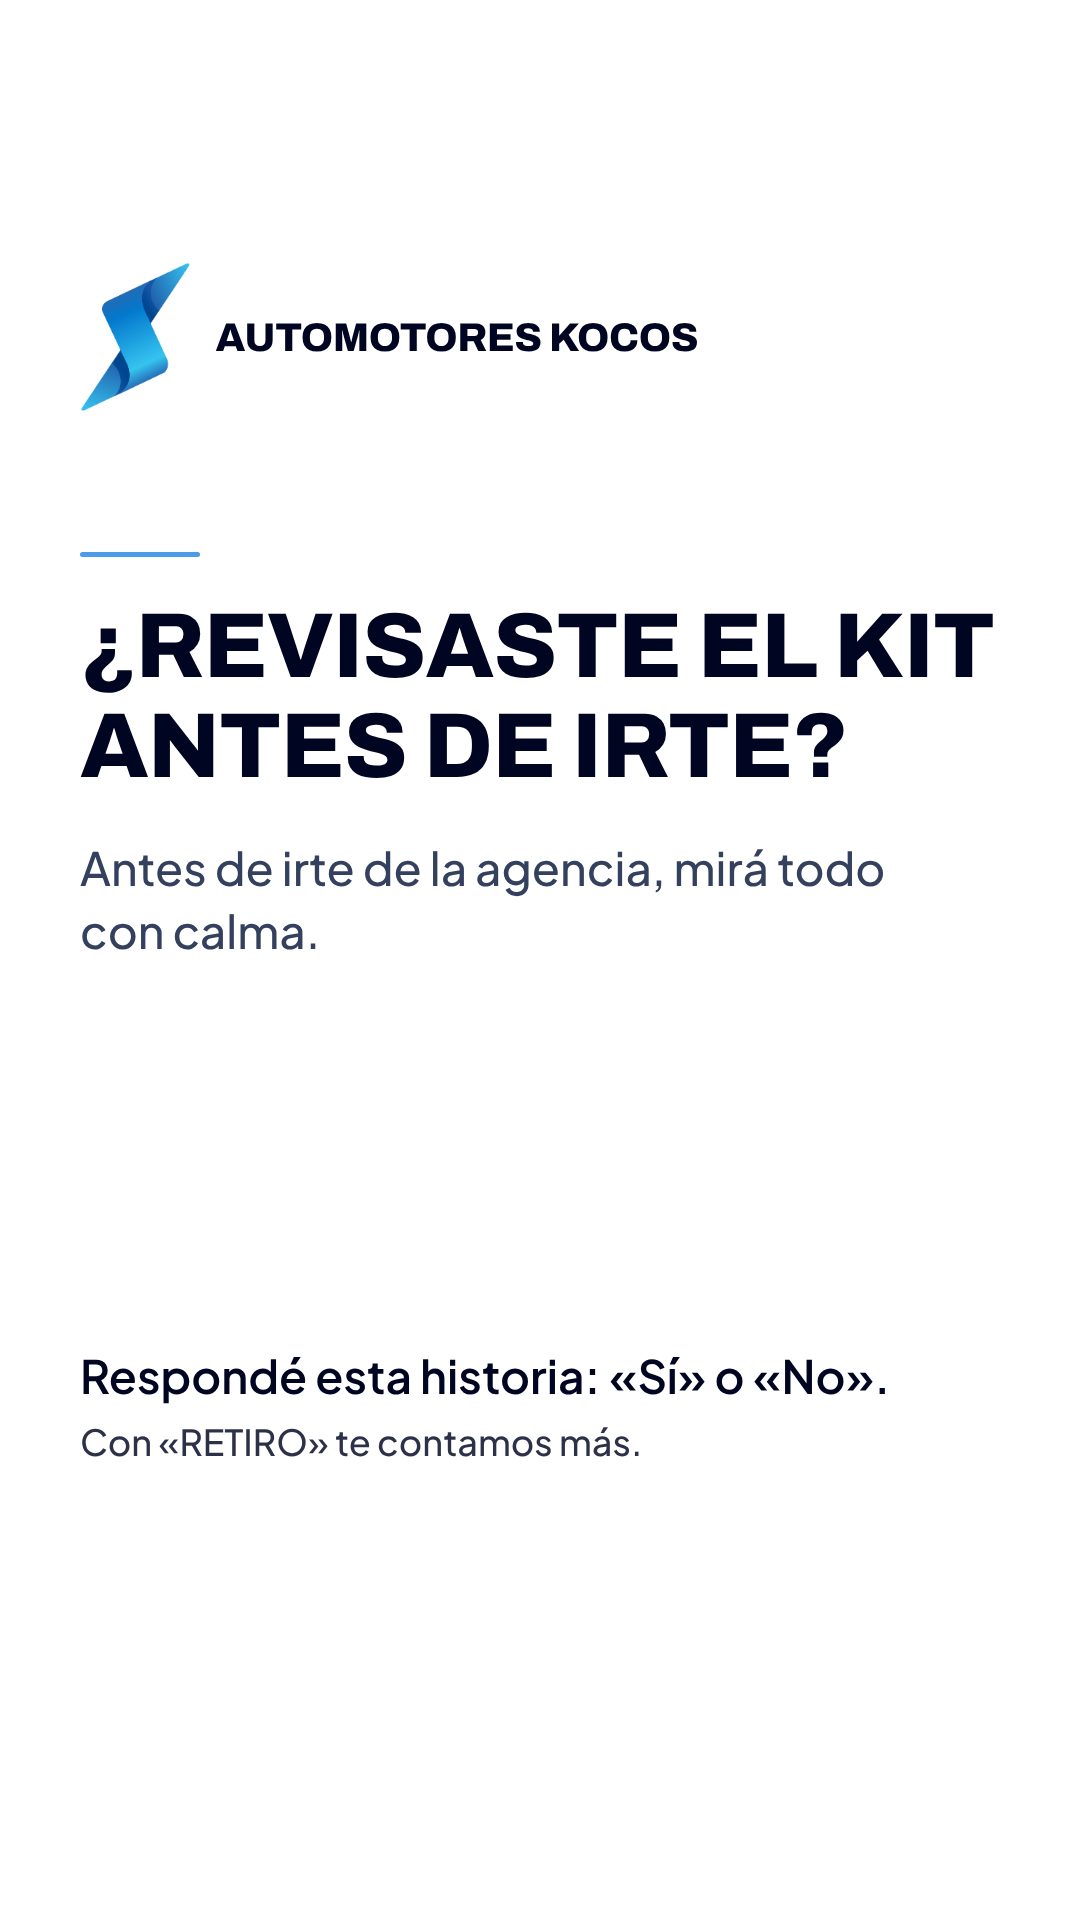 AUTOMOTORES KOCOS
¿REVISASTE EL KIT
ANTES DE IRTE?
Antes de irte de la agencia, mirá todo
con calma.
Respondé esta historia: «Sí» o «No».
Con «RETIRO» te contamos más.